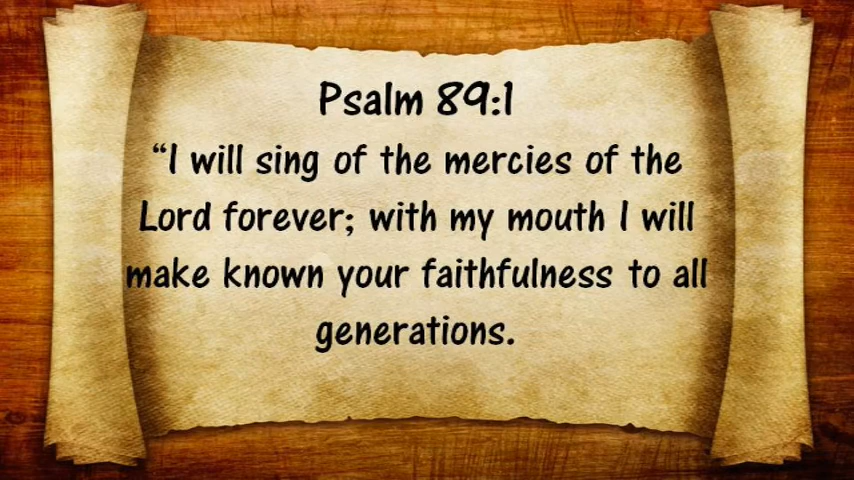 Psalm 89:1
“I will sing of the mercies of the
Lord forever; with my mouth I will
make known your faithfulness to all
generations.